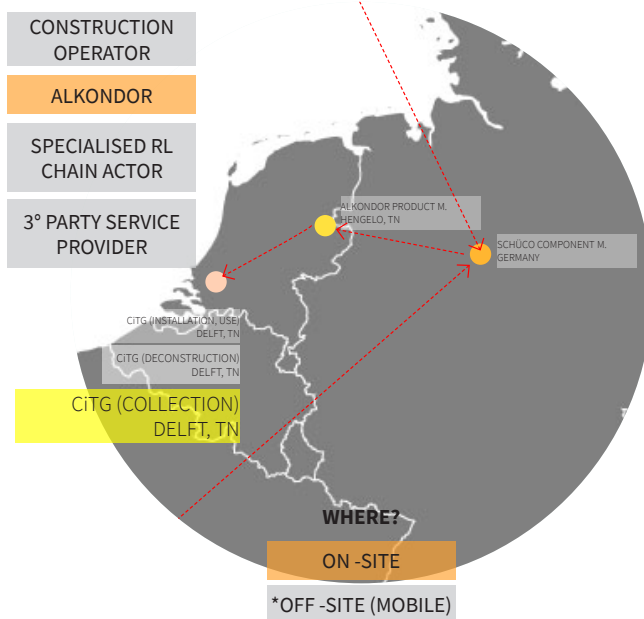 CONSTRUCTION
OPERATOR
ALKONDOR
SPECIALISED RL
CHAIN ACTOR
3° PARTY SERVICE
PROVIDER
ALKONDOR PRODUCT M.
HENGELO, TN
SCHÜCO COMPONENT M.
GERMANY
CiTG (INSTALLATION, USE)
DELFT, TN
CiTG (DECONSTRUCTION)
DELFT, TN
CiTG (COLLECTION)
DELFT, TN
WHERE?
ON -SITE
*OFF -SITE (MOBILE)